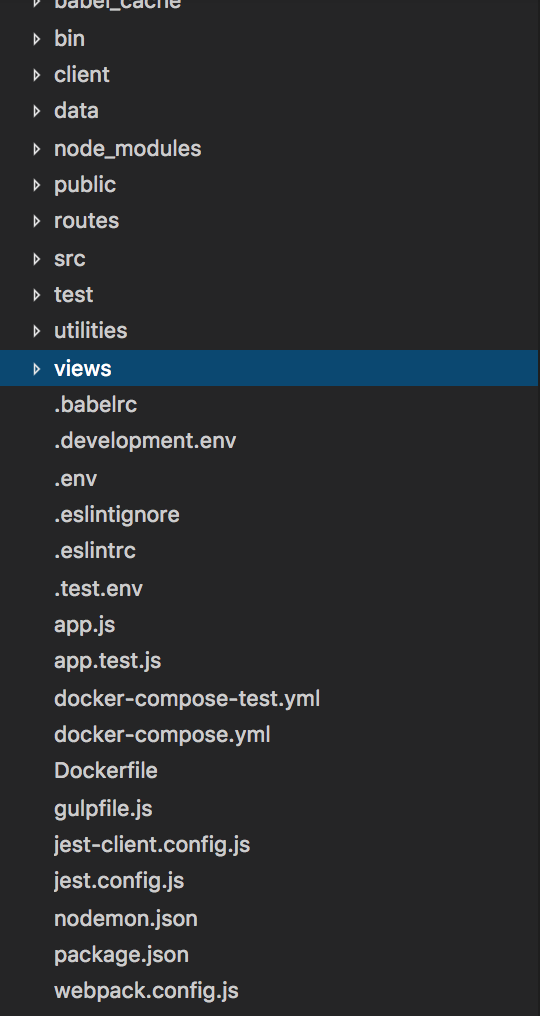 babel_cache
bin
client
data
node_modules
public
routes
src
test
utilities
views
.babelrc
.development.env
.env
.eslintignore
.eslintrc
.test.env
app.js
app.test.js
docker-compose-test.yml
docker-compose.yml
Dockerfile
gulpfile.js
jest-client.config.js
jest.config.js
nodemon.json
package.json
webpack.config.js